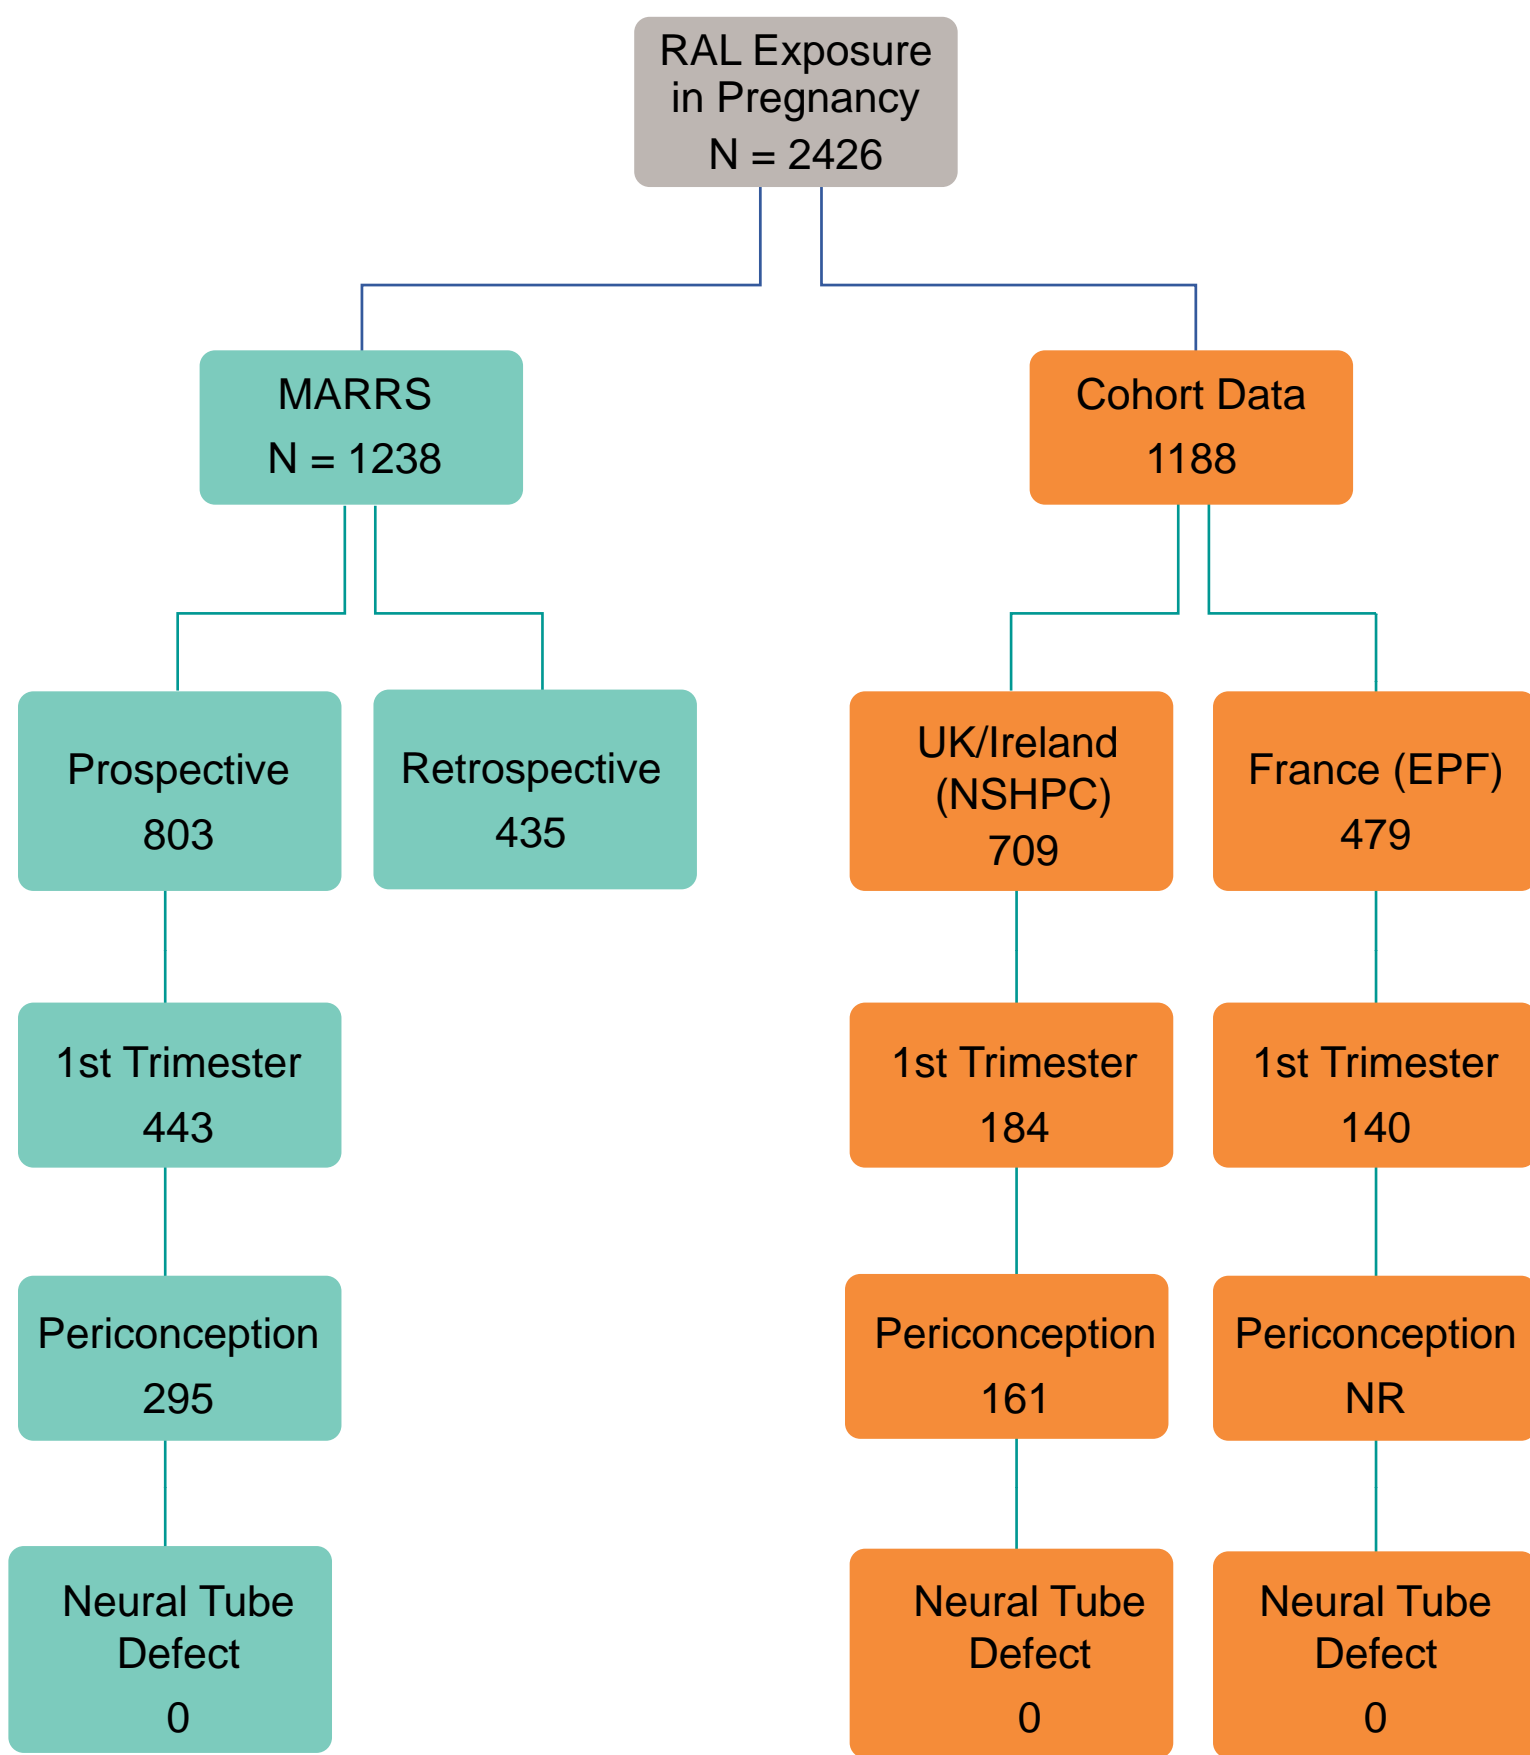 RAL Exposure
in Pregnancy
N = 2426
MARRS
N = 1238
Cohort Data
1188
Prospective
803
Retrospective
435
UK/Ireland
(NSHPC)
709
France (EPF)
479
1st Trimester
443
1st Trimester
184
1st Trimester
140
Periconception
295
Periconception
161
Periconception
NR
Neural Tube
Defect
0
Neural Tube
Defect
0
Neural Tube
Defect
0